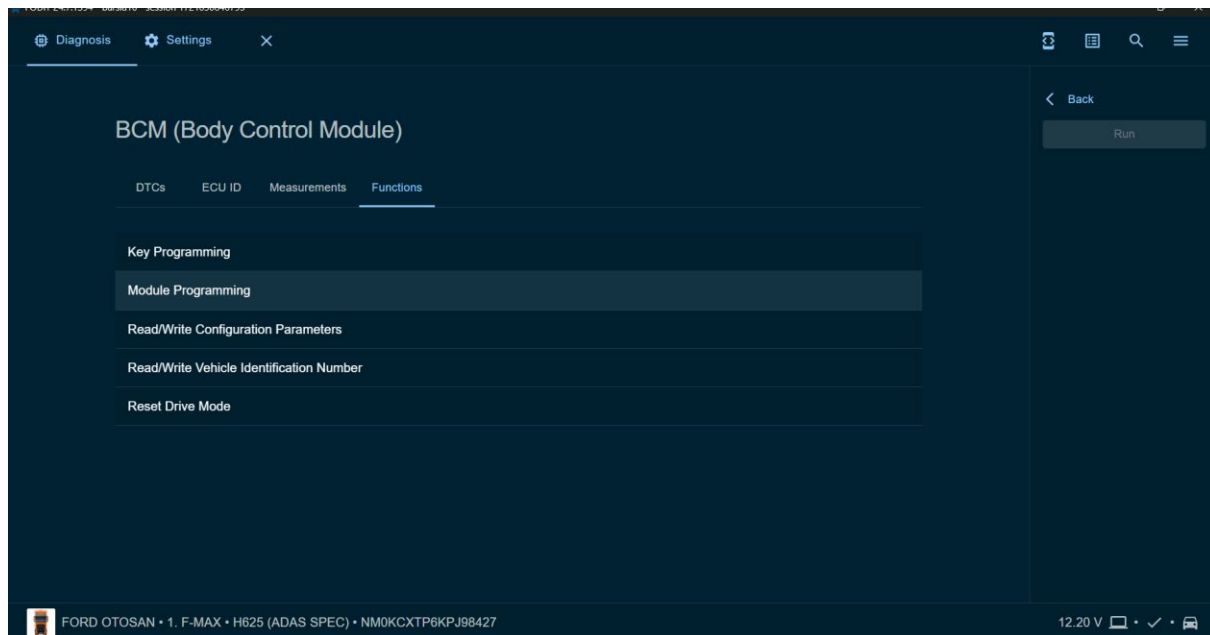 Diagnosis Settings
BCM (Body Control Module)
DTCs ECU ID Measurements Functions
Key Programming
Module Programming
Read/Write Configuration Parameters
Read/Write Vehicle Identification Number
Reset Drive Mode
Back
Run
FORD OTOSAN • 1. F-MAX • H625 (ADAS SPEC) • NM0KCXTP6KPJ98427
12.20 V